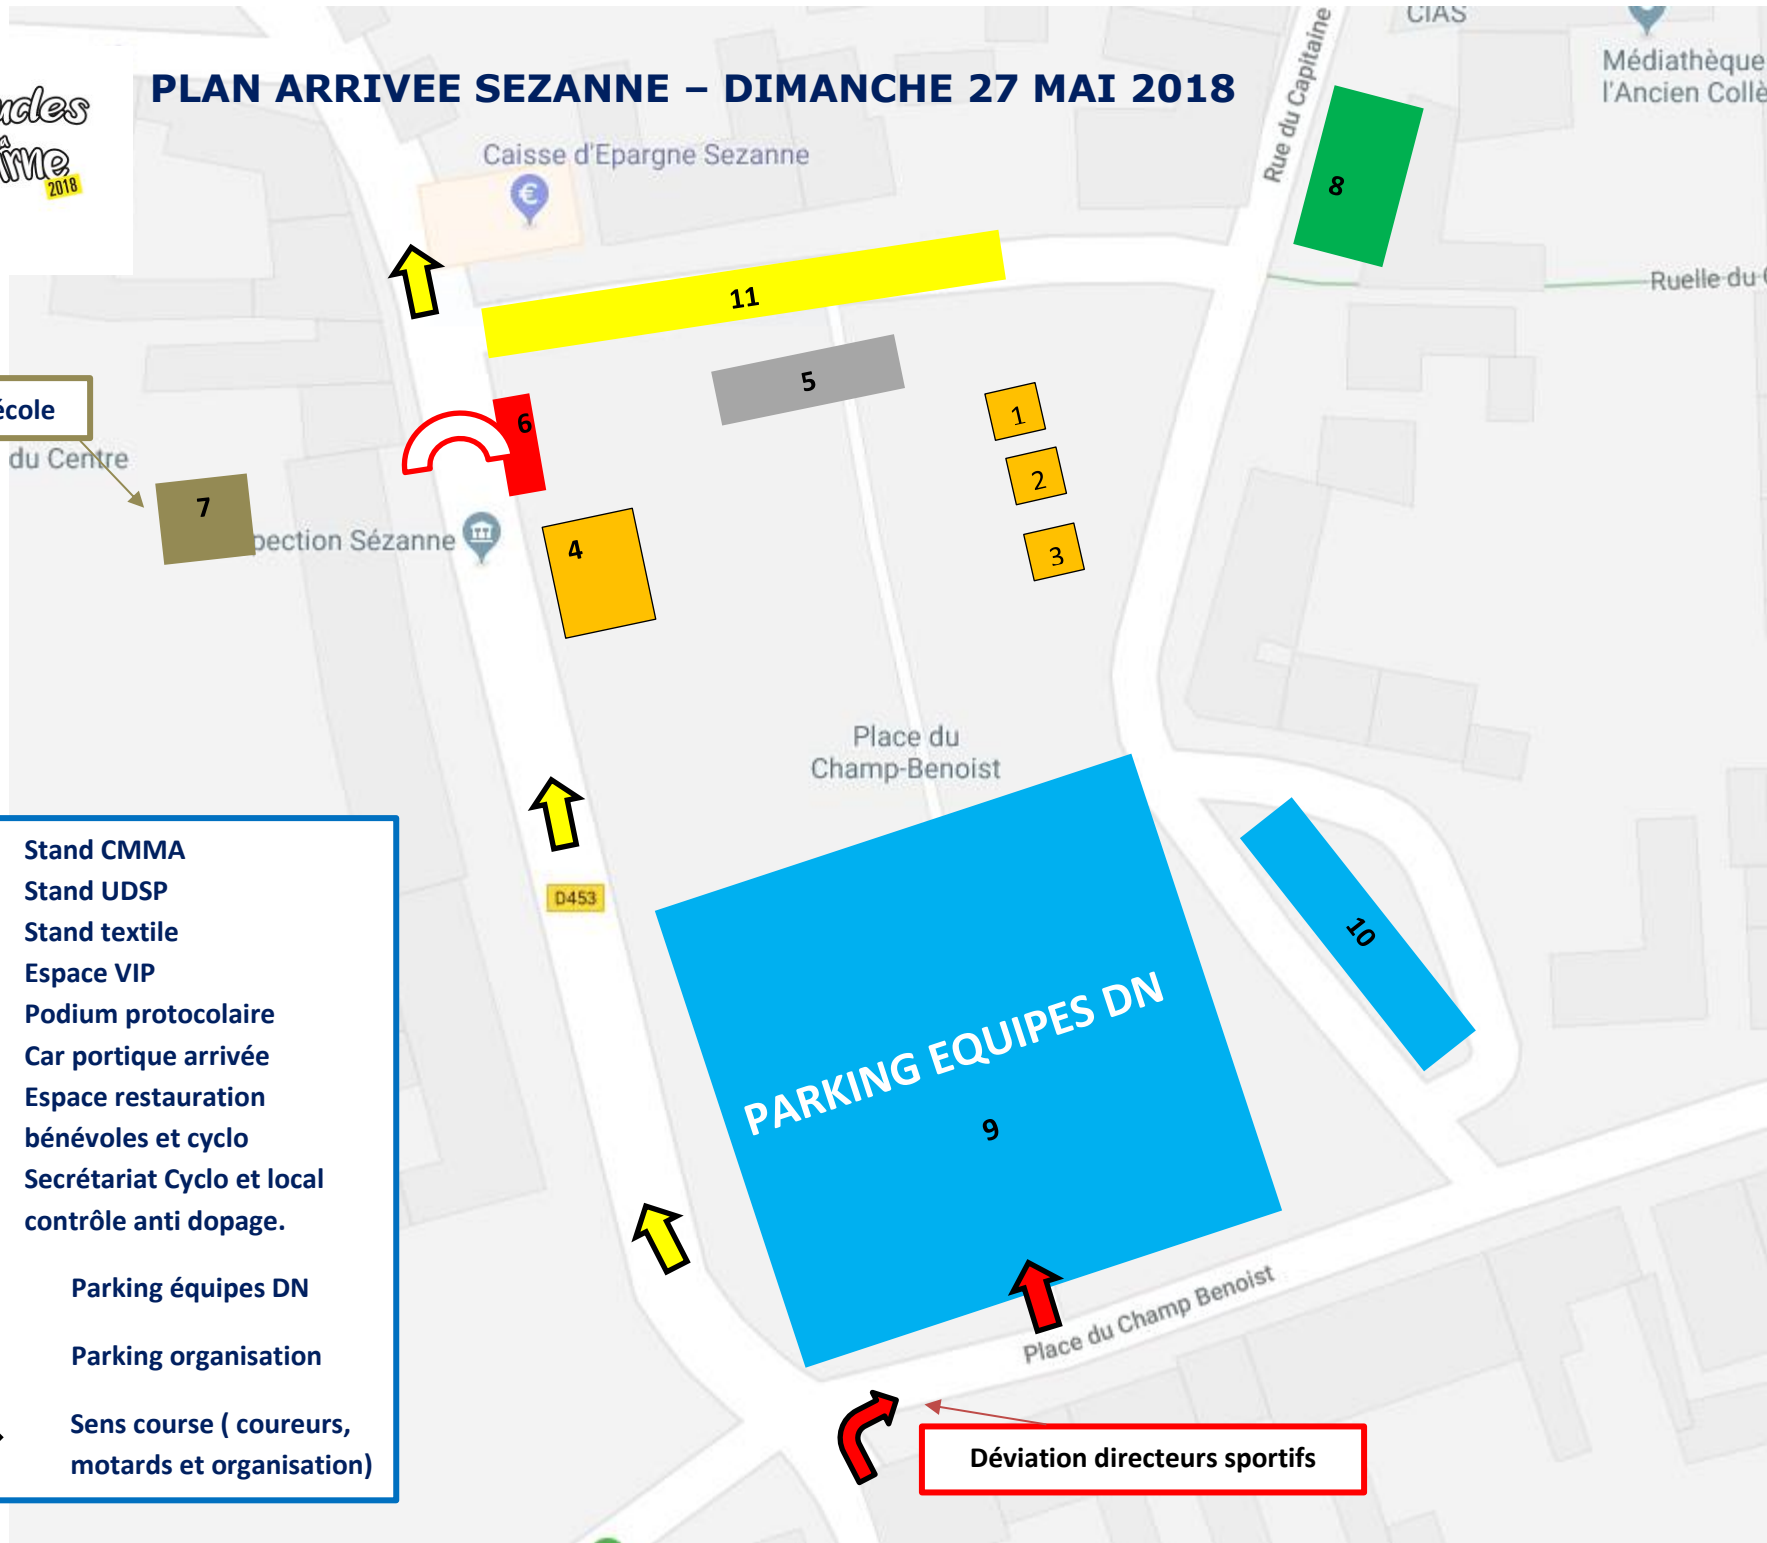 CIAS
Médiathèque
PLAN ARRIVEE SEZANNE – DIMANCHE 27 MAI 2018
l'Ancien Collè
2018
Rue du Capitaine
Caisse d'Epargne Sezanne
€
8
Ruelle du
11
5
école
1
6
du Centre
2
7
pection Sézanne
4
3
Place du
Champ-Benoist
Stand CMMA
Stand UDSP
D453
Stand textile
10
Espace VIP
Podium protocolaire
PARKING EQUIPES DN
Car portique arrivée
Espace restauration
bénévoles et cyclo
9
Secrétariat Cyclo et local
contrôle anti dopage.
Parking équipes DN
Place du Champ Benoist
Parking organisation
Sens course ( coureurs,
motards et organisation)
Déviation directeurs sportifs